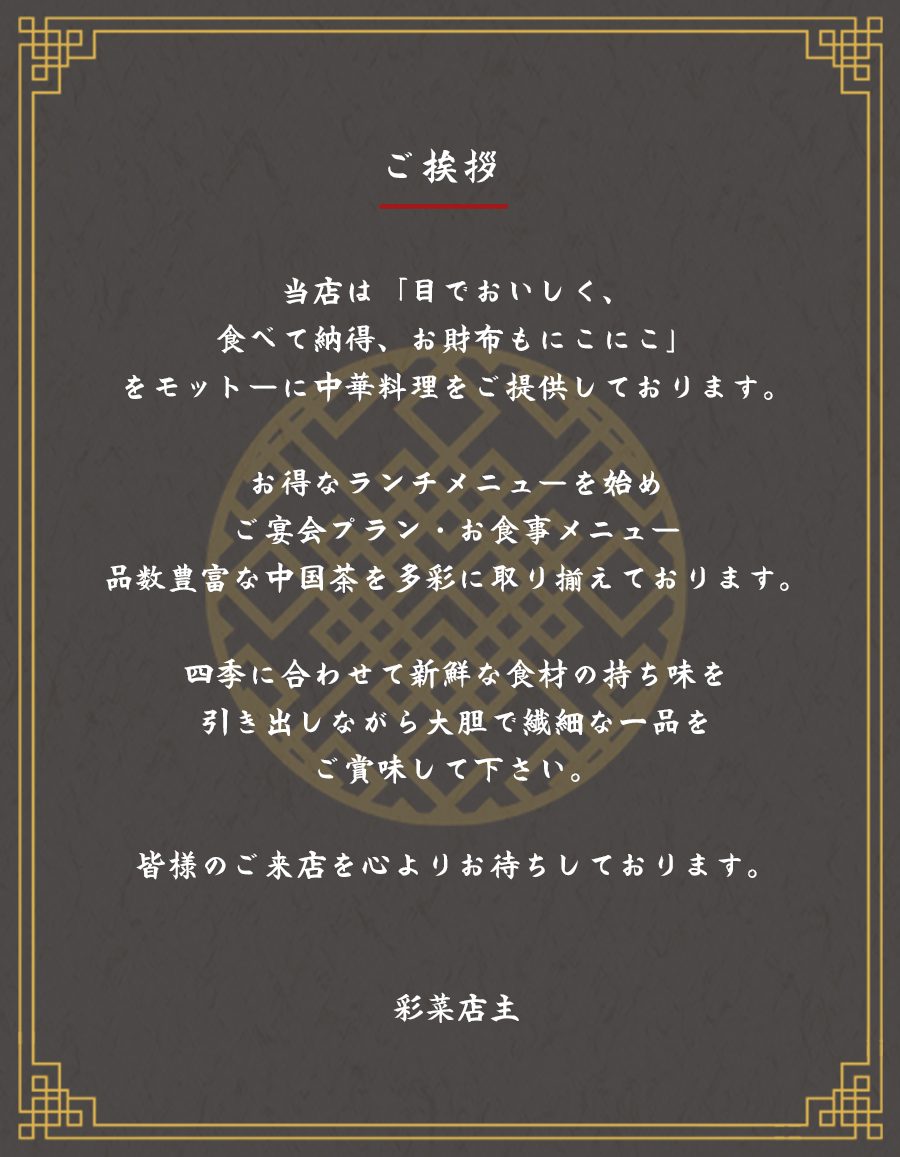 ご挨拶
当店は「目でおいしく、
食べて納得、お財布もにこにこ」
をモットーに中華料理をご提供しております。
お得なランチメニューを始め
ご宴会プラン・お食事メニュー
品数豊富な中国茶を多彩に取り揃えております。
四季に合わせて新鮮な食材の持ち味を
引き出しながら大胆で繊細な一品を
ご賞味して下さい。
皆様のご来店を心よりお待ちしております。
彩菜店主